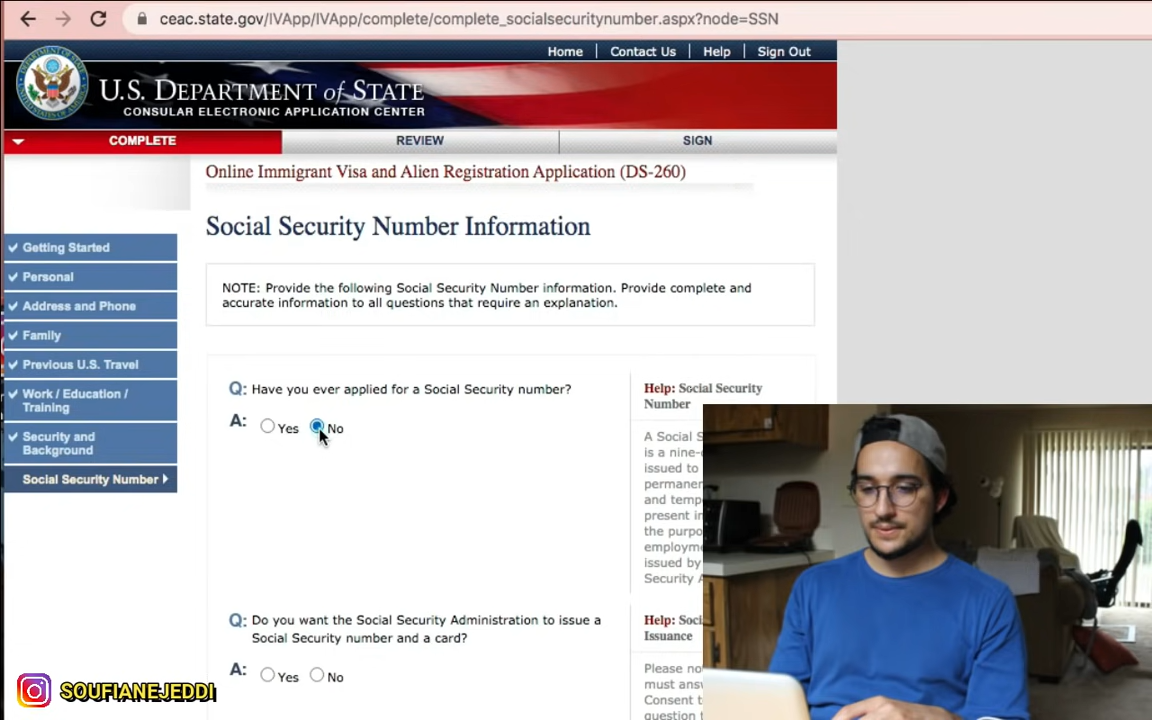 ceac.state.gov/IVApp/IVApp/complete/complete_socialsecuritynumber.aspx?node=SSN
Home | Contact Us | Help | Sign Out
U.S. DEPARTMENT of STATE
CONSULAR ELECTRONIC APPLICATION CENTER
COMPLETE REVIEW SIGN
Online Immigrant Visa and Alien Registration Application (DS-260)
Social Security Number Information
NOTE: Provide the following Social Security Number information. Provide complete and
accurate information to all questions that require an explanation.
Getting Started
Personal
Address and Phone
Family
Previous U.S. Travel
Work / Education /
Training
Security and
Background
Social Security Number
Q: Have you ever applied for a Social Security number?
A: Yes No
Help: Social Security
Number
A Social S
is a nine-
issued to
permanen
and temp
present in
the purpo
employme
issued by
Security A
Q: Do you want the Social Security Administration to issue a
Social Security number and a card?
A: Yes No
Help: Soci
Issuance
Please no
must answ
Consent t
question t
SOUFIANEJEDDI